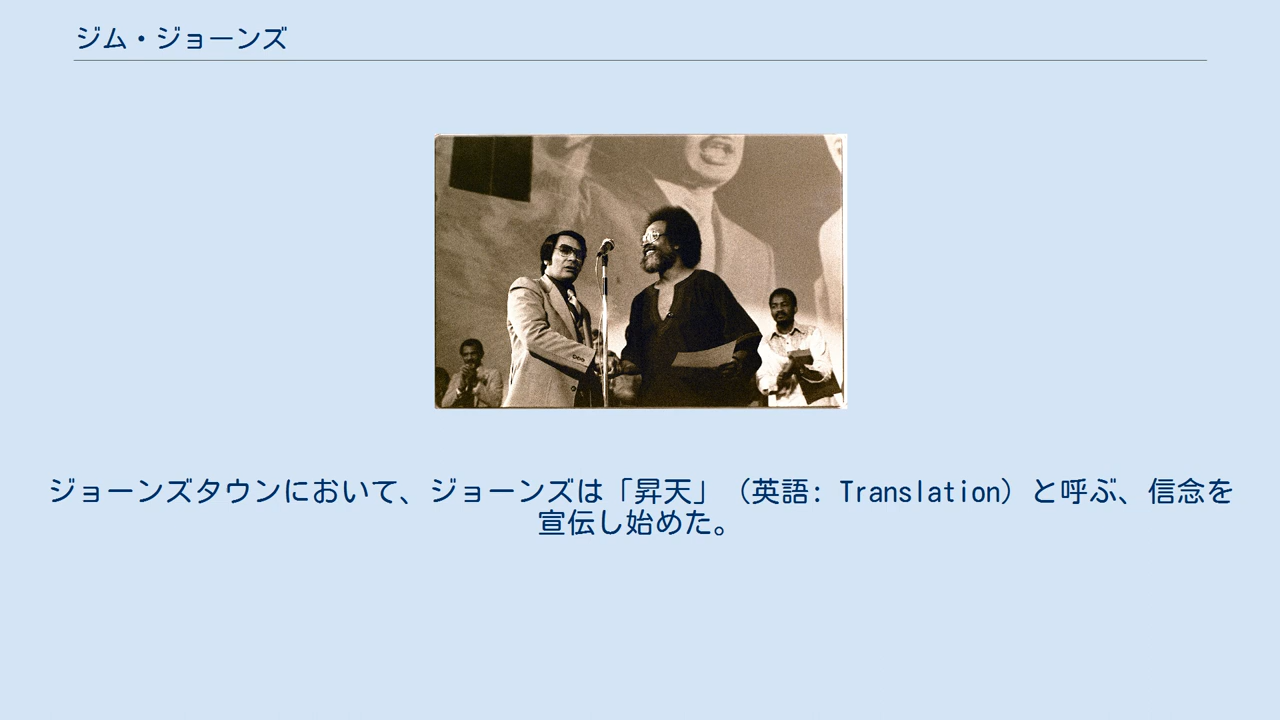 ジム・ジョーンズ
ジョーンズタウンにおいて、ジョーンズは「昇天」（英語: Translation）と呼ぶ、信念を
宣伝し始めた。